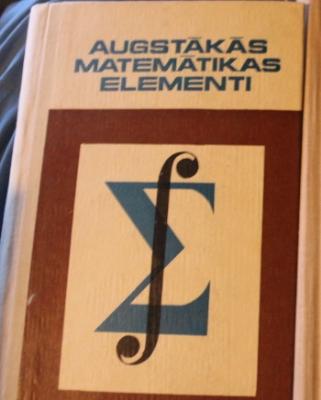 AUGSTĀKĀS
MATEMĀTIKAS
ELEMENTI
∑
∫